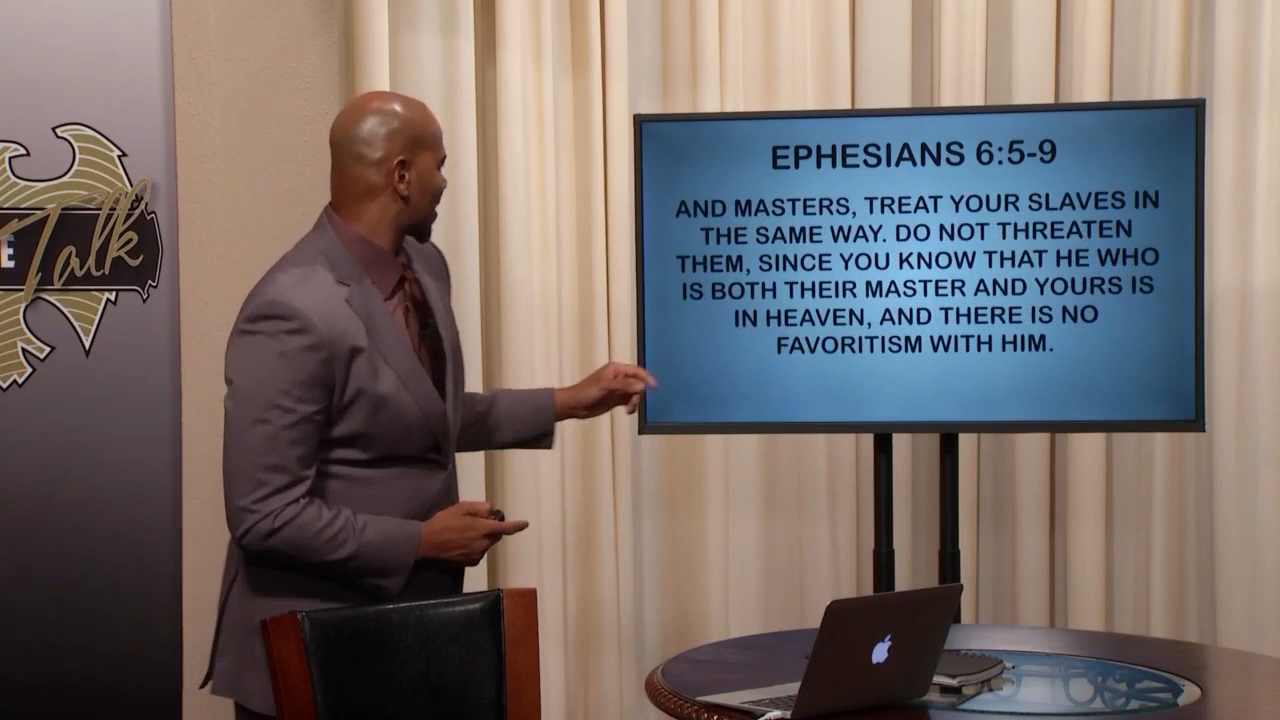 E
Talk
EPHESIANS 6:5-9
AND MASTERS, TREAT YOUR SLAVES IN
THE SAME WAY. DO NOT THREATEN
THEM, SINCE YOU KNOW THAT HE WHO
IS BOTH THEIR MASTER AND YOURS IS
IN HEAVEN, AND THERE IS NO
FAVORITISM WITH HIM.